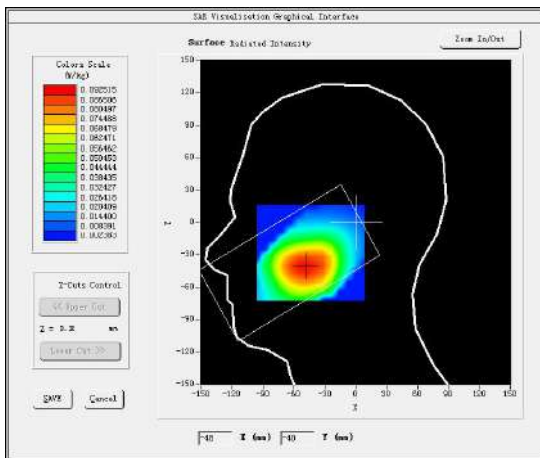 SAR Visualisation Graphical Interface
Surface Radiated Intensity
Zoom In/Out
Colors Scale
(W/Kg)
0.092515
0.086506
0.080497
0.074488
0.068479
0.062471
0.056462
0.050453
0.044444
0.038435
0.032427
0.026418
0.020409
0.014400
0.008391
0.002383
150
120
90
60
30
0
-30
-60
-90
-120
-150
Y
-150 -120 -90 -60 -30 0 30 60 90 120 150
X
Z-Cuts Control
<< Upper Cut
Z = mm
Lower Cut >>
SAVE
Cancel
-48 X (mm) -40 Y (mm)